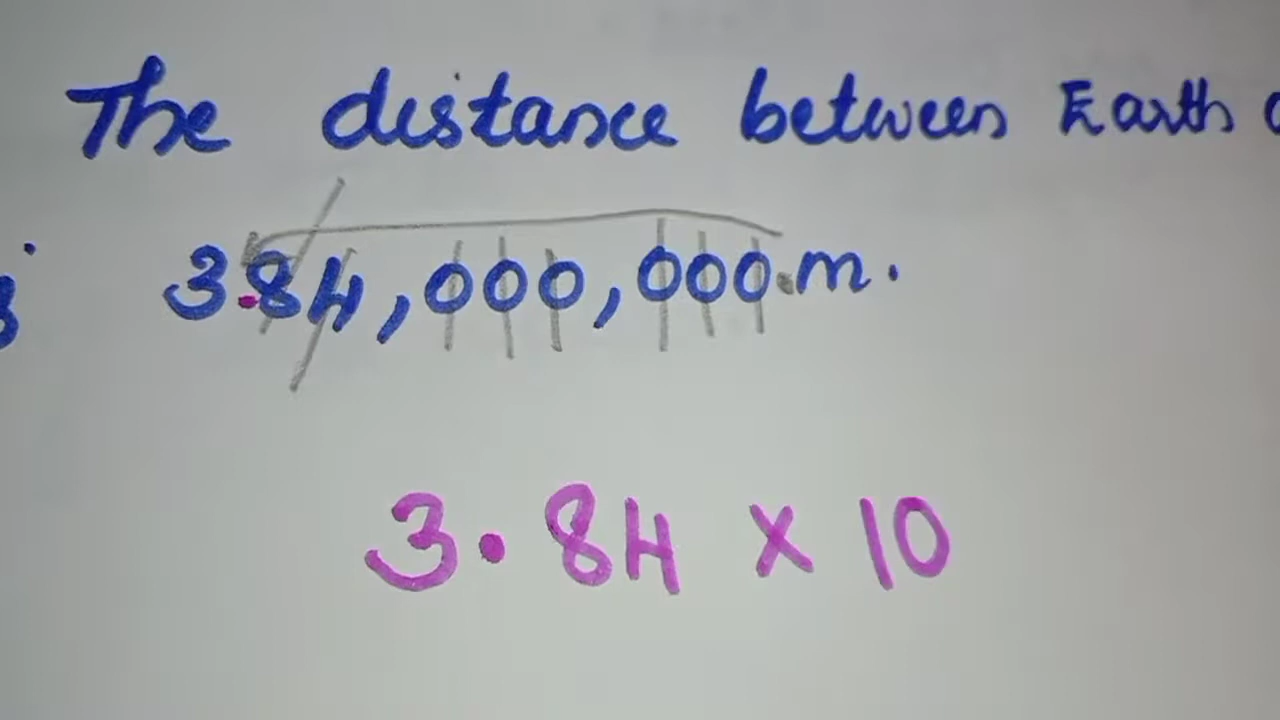 The distance between Earth
384,000,000 m.
3.84 x 10